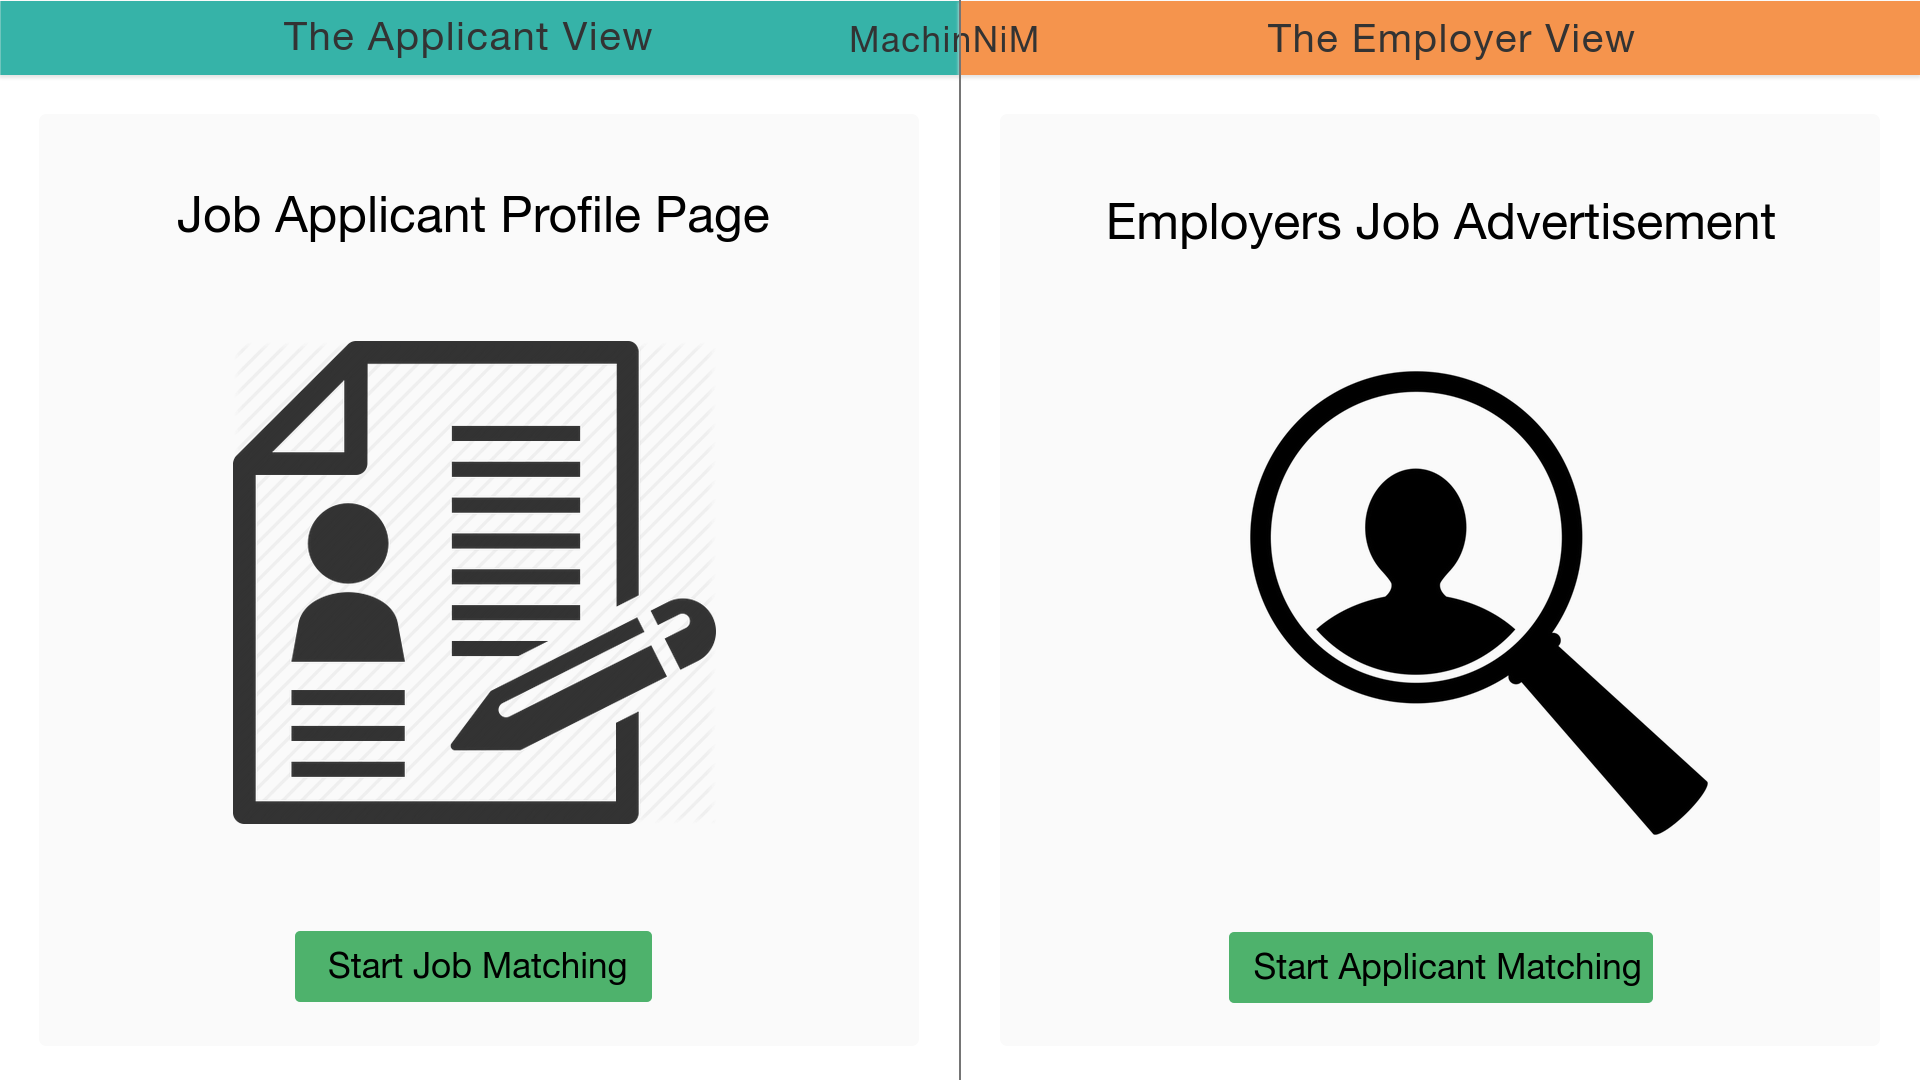 The Applicant View
MachinNiM
The Employer View
Job Applicant Profile Page
Employers Job Advertisement
Start Job Matching
Start Applicant Matching